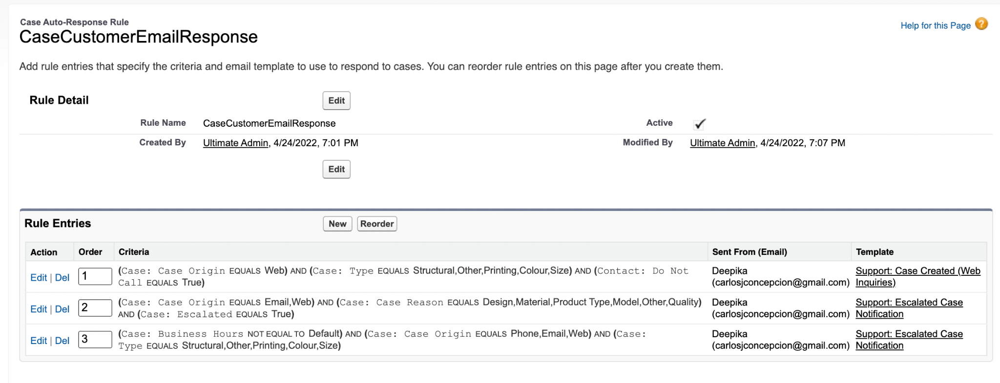 Case Auto-Response Rule
CaseCustomerEmailResponse
Help for this Page ?
Add rule entries that specify the criteria and email template to use to respond to cases. You can reorder rule entries on this page after you create them.
Rule Detail Edit
Rule Name CaseCustomerEmailResponse Active
Created By Ultimate Admin, 4/24/2022, 7:01 PM Modified By Ultimate Admin, 4/24/2022, 7:07 PM
Edit
Rule Entries New Reorder
Action Order Criteria Sent From (Email) Template
Edit | Del 1
(Case: Case Origin EQUALS Web) AND (Case: Type EQUALS Structural,Other,Printing,Colour,Size) AND (Contact: Do Not
Call EQUALS True)
Deepika
(carlosjconcepcion@gmail.com)
Support: Case Created (Web
Inquiries)
Edit | Del 2
(Case: Case Origin EQUALS Email,Web) AND (Case: Case Reason EQUALS Design,Material,Product Type,Model,Other,Quality)
AND (Case: Escalated EQUALS True)
Deepika
(carlosjconcepcion@gmail.com)
Support: Escalated Case
Notification
Edit | Del 3
(Case: Business Hours NOT EQUAL TO Default) AND (Case: Case Origin EQUALS Phone,Email,Web) AND (Case:
Type EQUALS Structural,Other,Printing,Colour,Size)
Deepika
(carlosjconcepcion@gmail.com)
Support: Escalated Case
Notification